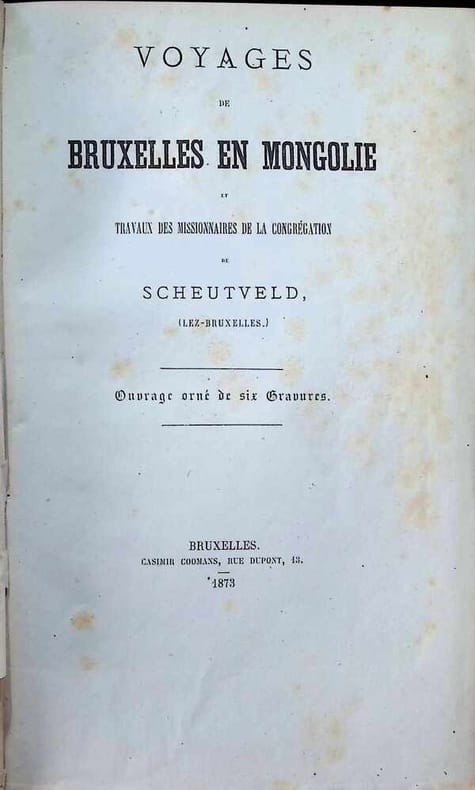 VOYAGES
DE
BRUXELLES EN MONGOLIE
ET
TRAVAUX DES MISSIONNAIRES DE LA CONGRÉGATION
DE
SCHEUTVELD,
(LEZ-BRUXELLES.)
Ouvrage orné de six Gravures.
BRUXELLES.
CASIMIR COOMANS, RUE DUPONT, 13.
1873